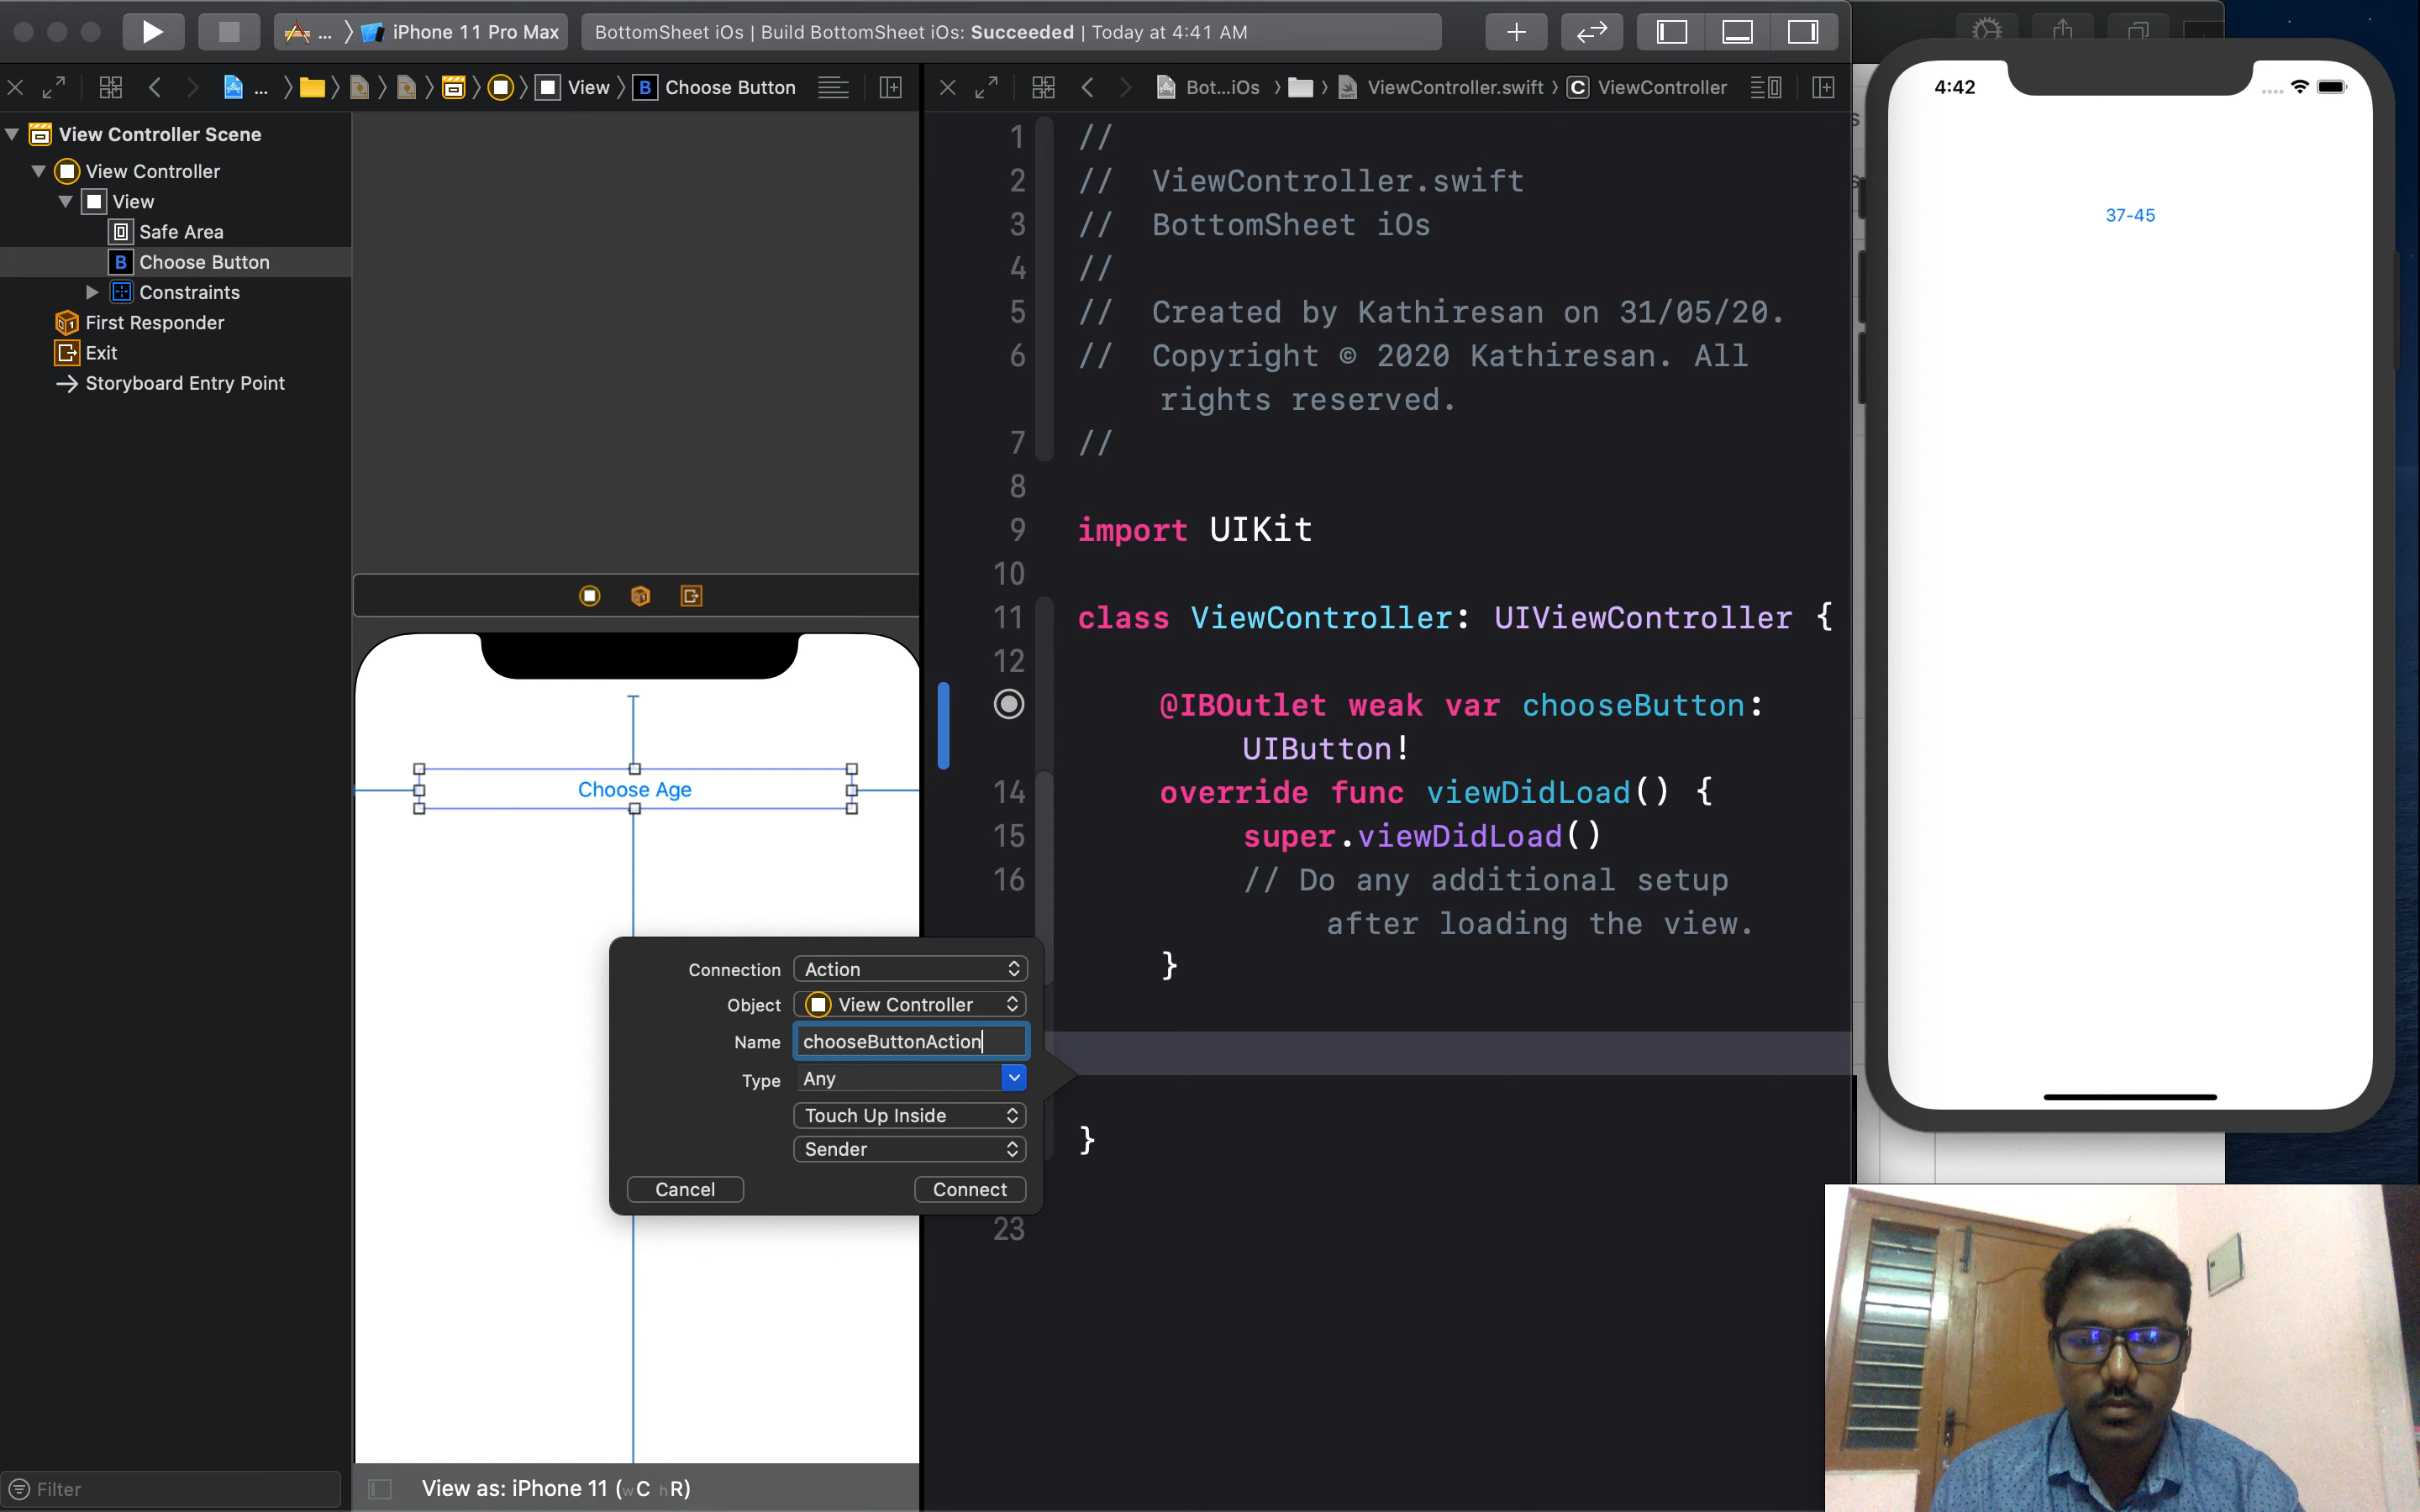 ... iPhone 11 Pro Max
BottomSheet iOs | Build BottomSheet iOs: Succeeded | Today at 4:41 AM
... View B Choose Button
Bot...iOs ViewController.swift C ViewController
View Controller Scene
View Controller
View
Safe Area
B Choose Button
Constraints
First Responder
Exit
Storyboard Entry Point
Filter
Choose Age
View as: iPhone 11 (wC hR)
Connection Action
Object View Controller
Name chooseButtonAction
Type Any
Touch Up Inside
Sender
Cancel Connect
1 //
2 //  ViewController.swift
3 //  BottomSheet iOs
4 //
5 //  Created by Kathiresan on 31/05/20.
6 //  Copyright © 2020 Kathiresan. All
rights reserved.
7 //
8
9 import UIKit
10
11 class ViewController: UIViewController {
12
@IBOutlet weak var chooseButton:
UIButton!
14 override func viewDidLoad() {
15 super.viewDidLoad()
16 // Do any additional setup
after loading the view.
}
}
23
4:42
37-45